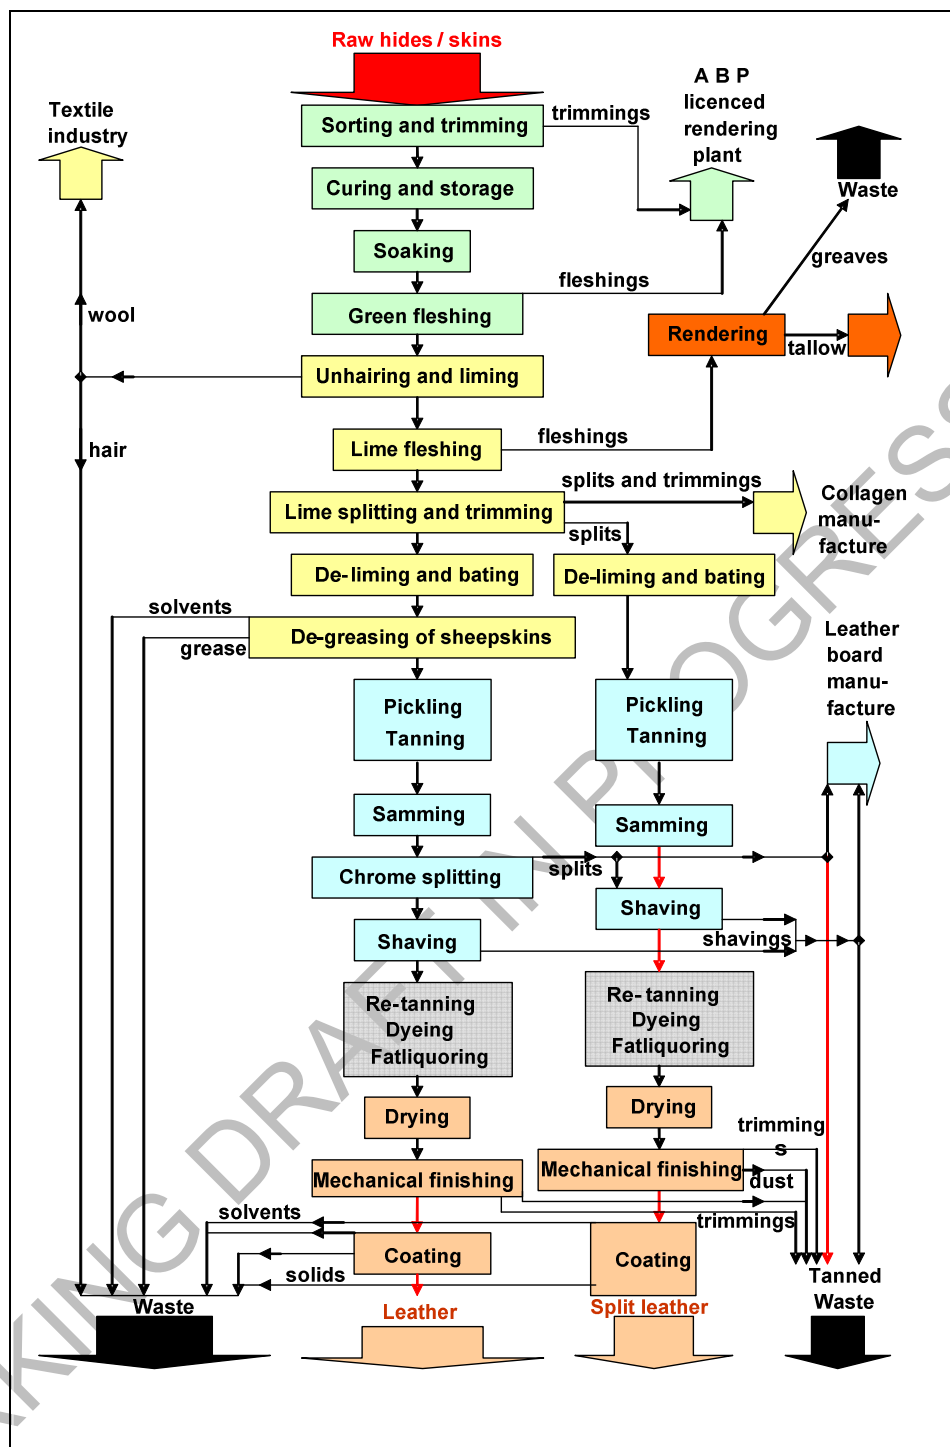 Raw hides / skins
Textile
industry
A B P
licenced
rendering
plant
Sorting and trimming
trimmings
Waste
Curing and storage
Soaking
greaves
fleshings
wool
Green fleshing
Rendering
tallow
Unhairing and liming
hair
Lime fleshing
fleshings
splits and trimmings
Collagen
manu-
facture
Lime splitting and trimming
splits
De-liming and bating
De-liming and bating
solvents
grease
De-greasing of sheepskins
Leather
board
manu-
facture
Pickling
Tanning
Pickling
Tanning
Samming
Samming
Chrome splitting
splits
Shaving
Shaving
shavings
Re-tanning
Dyeing
Fatliquoring
Re-tanning
Dyeing
Fatliquoring
Drying
Drying
trimming
s
Mechanical finishing
Mechanical finishing
dust
solvents
trimmings
Coating
Coating
solids
Tanned
Waste
Waste
Leather
Split leather
KING DRAFT IN PROGRESS